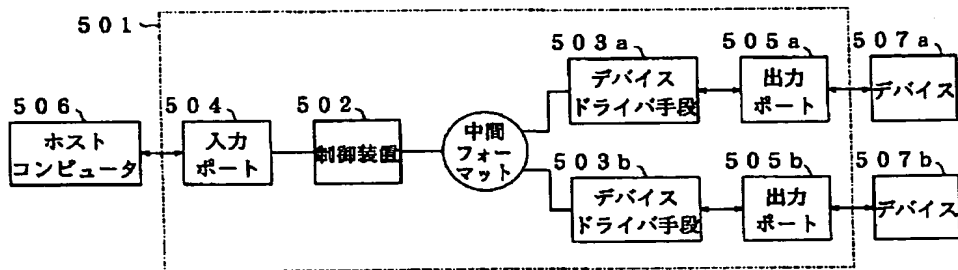 501
503a
505a
507a
デバイス
ドライバ手段
出力
ポート
デバイス
506
504
502
ホスト
コンピュータ
入力
ポート
制御装置
中間
フォー
マット
503b
505b
507b
デバイス
ドライバ手段
出力
ポート
デバイス